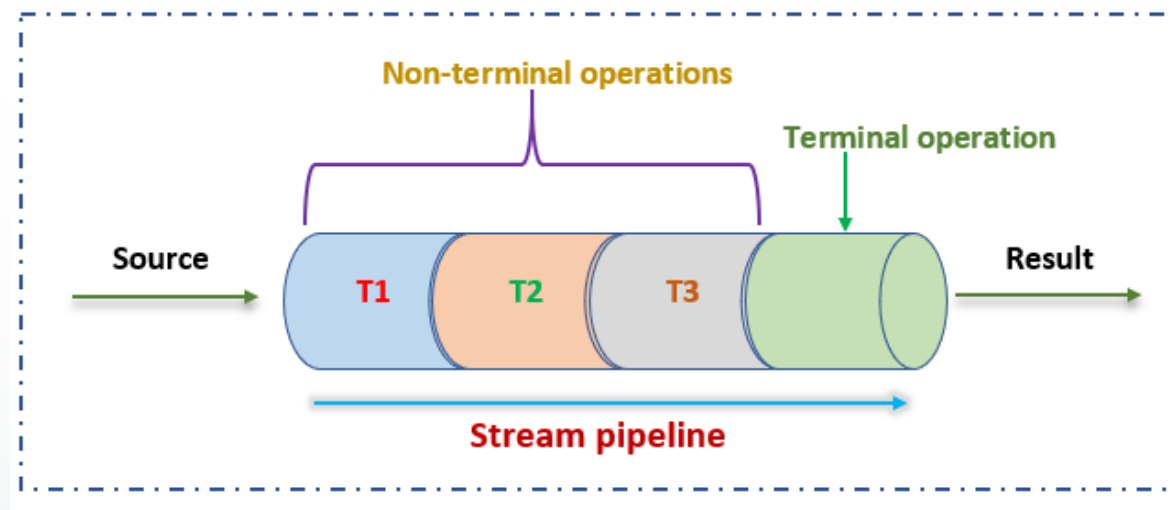 Non-terminal operations
Terminal operation
Source
T1
T2
T3
Result
Stream pipeline